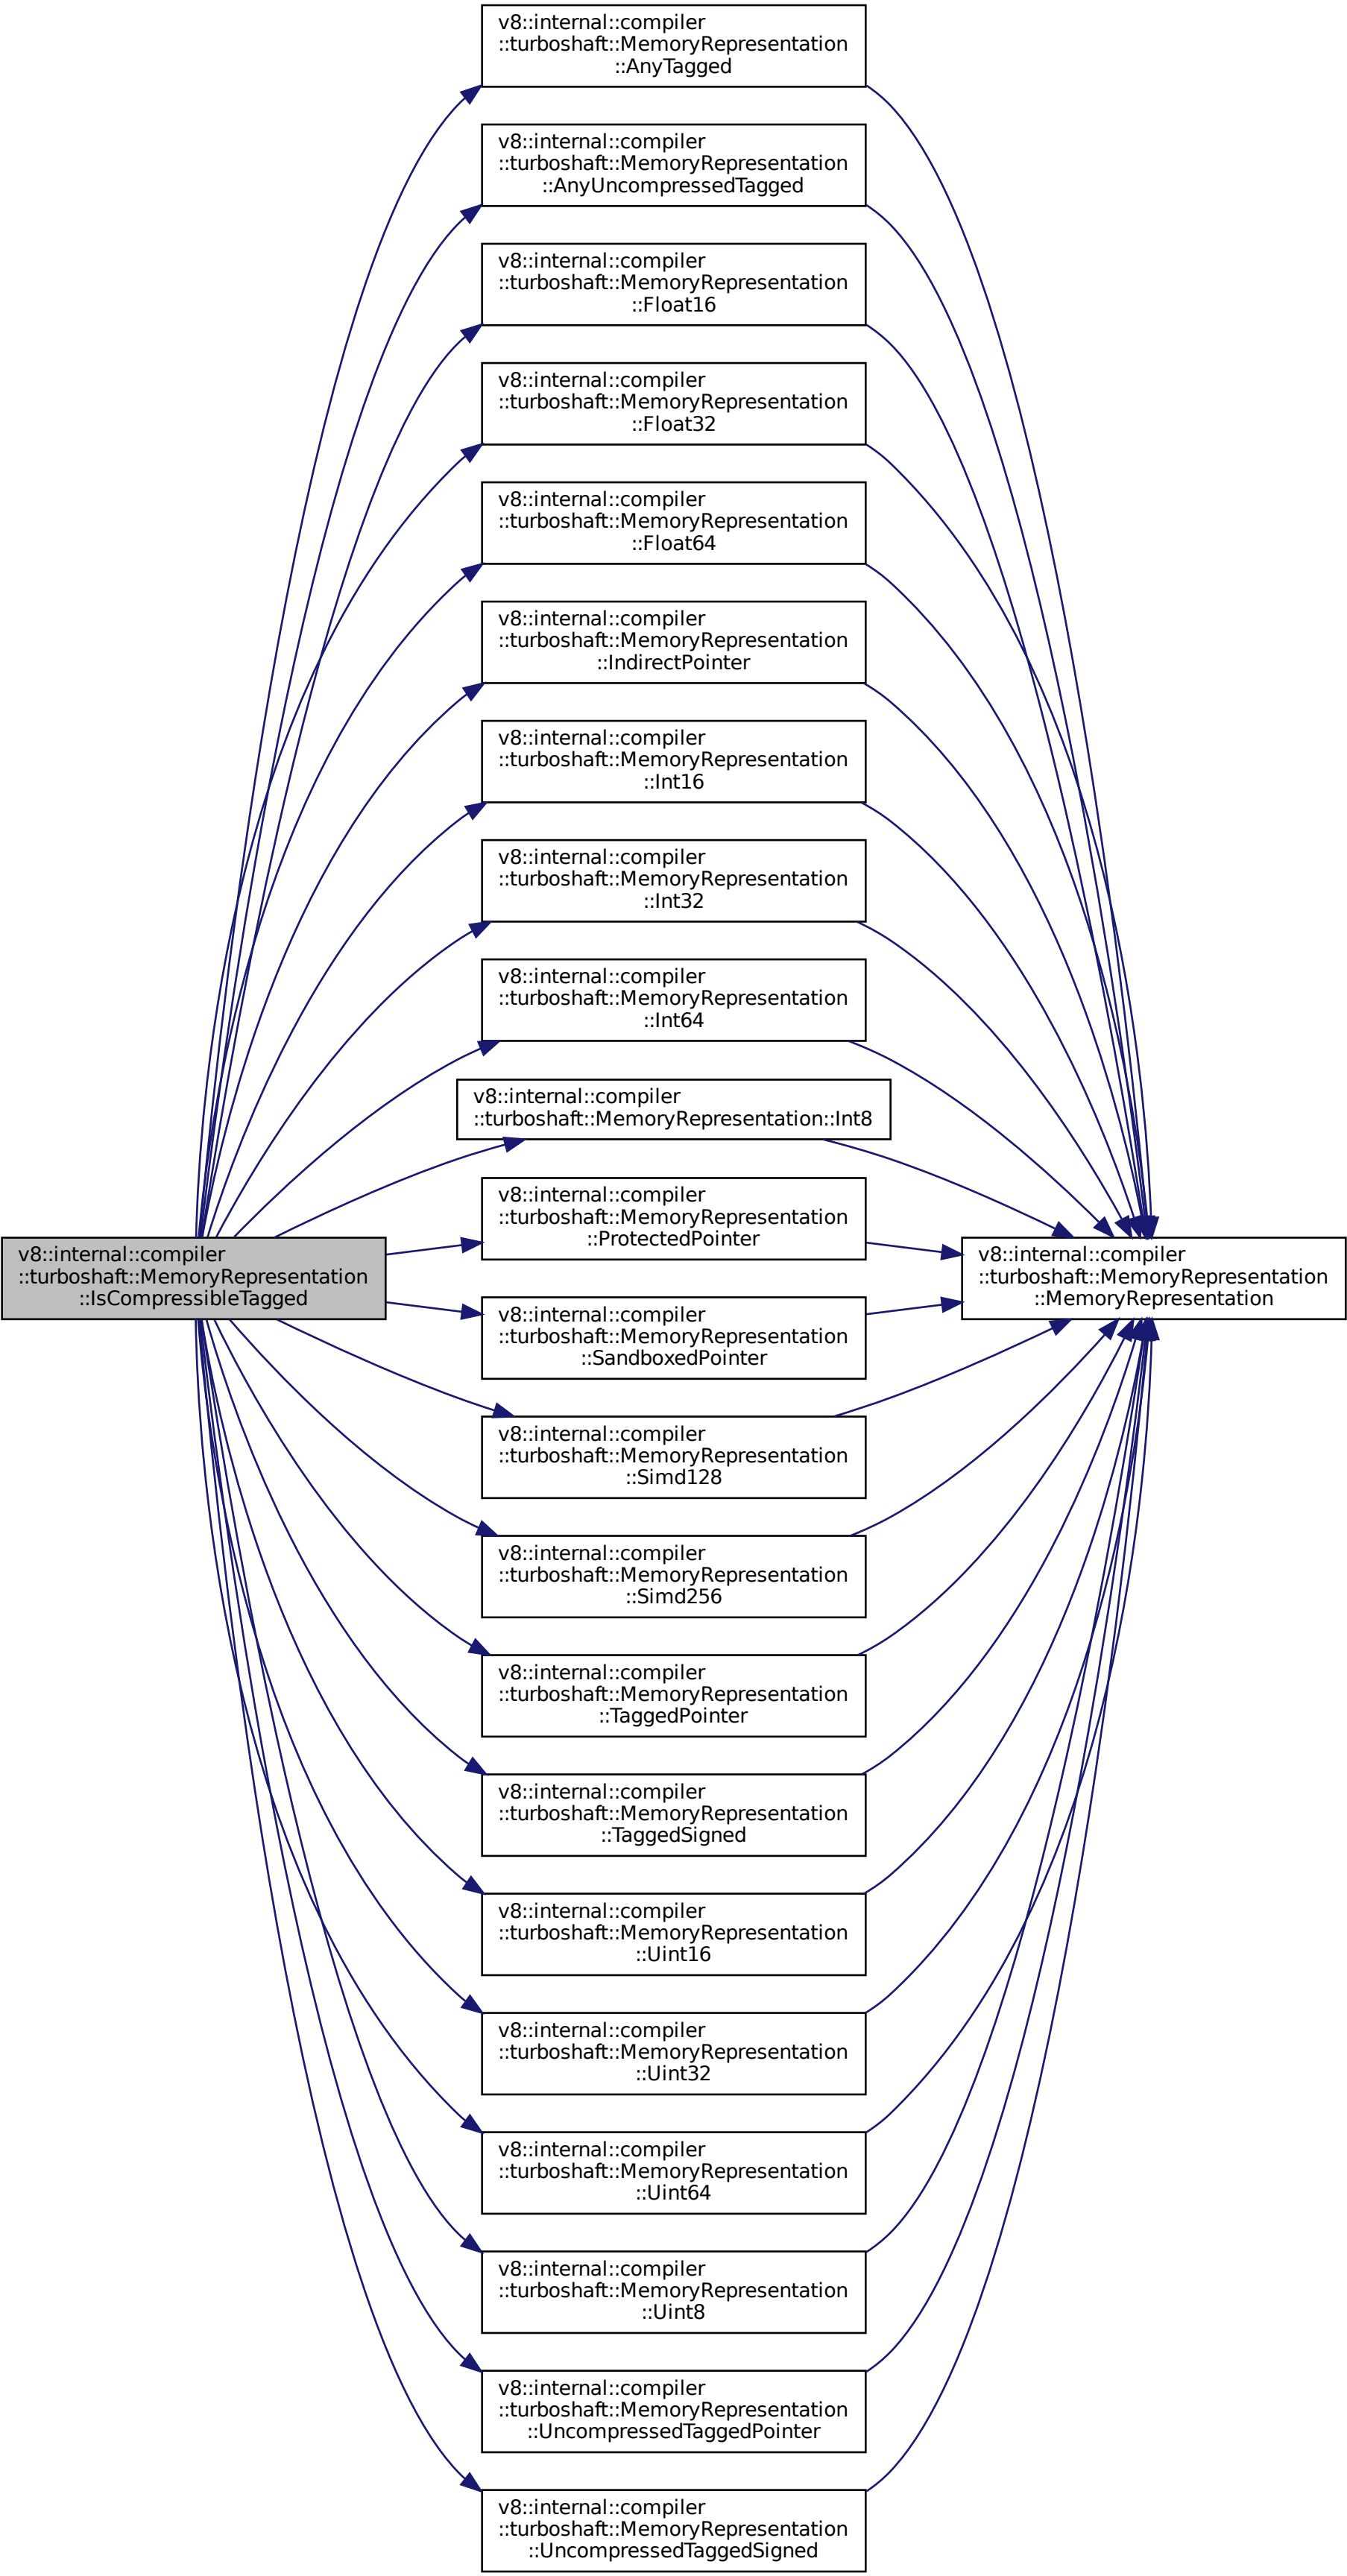 v8::internal::compiler
::turboshaft::MemoryRepresentation
::AnyTagged
v8::internal::compiler
::turboshaft::MemoryRepresentation
::AnyUncompressedTagged
v8::internal::compiler
::turboshaft::MemoryRepresentation
::Float16
v8::internal::compiler
::turboshaft::MemoryRepresentation
::Float32
v8::internal::compiler
::turboshaft::MemoryRepresentation
::Float64
v8::internal::compiler
::turboshaft::MemoryRepresentation
::IndirectPointer
v8::internal::compiler
::turboshaft::MemoryRepresentation
::Int16
v8::internal::compiler
::turboshaft::MemoryRepresentation
::Int32
v8::internal::compiler
::turboshaft::MemoryRepresentation
::Int64
v8::internal::compiler
::turboshaft::MemoryRepresentation::Int8
v8::internal::compiler
::turboshaft::MemoryRepresentation
::ProtectedPointer
v8::internal::compiler
::turboshaft::MemoryRepresentation
::IsCompressibleTagged
v8::internal::compiler
::turboshaft::MemoryRepresentation
::MemoryRepresentation
v8::internal::compiler
::turboshaft::MemoryRepresentation
::SandboxedPointer
v8::internal::compiler
::turboshaft::MemoryRepresentation
::Simd128
v8::internal::compiler
::turboshaft::MemoryRepresentation
::Simd256
v8::internal::compiler
::turboshaft::MemoryRepresentation
::TaggedPointer
v8::internal::compiler
::turboshaft::MemoryRepresentation
::TaggedSigned
v8::internal::compiler
::turboshaft::MemoryRepresentation
::Uint16
v8::internal::compiler
::turboshaft::MemoryRepresentation
::Uint32
v8::internal::compiler
::turboshaft::MemoryRepresentation
::Uint64
v8::internal::compiler
::turboshaft::MemoryRepresentation
::Uint8
v8::internal::compiler
::turboshaft::MemoryRepresentation
::UncompressedTaggedPointer
v8::internal::compiler
::turboshaft::MemoryRepresentation
::UncompressedTaggedSigned